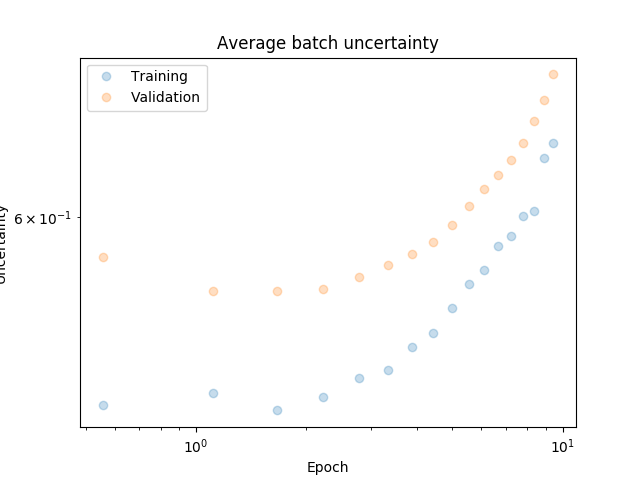 Average batch uncertainty
Training
Validation
6 × 10⁻¹
uncertainty
10⁰
10¹
Epoch